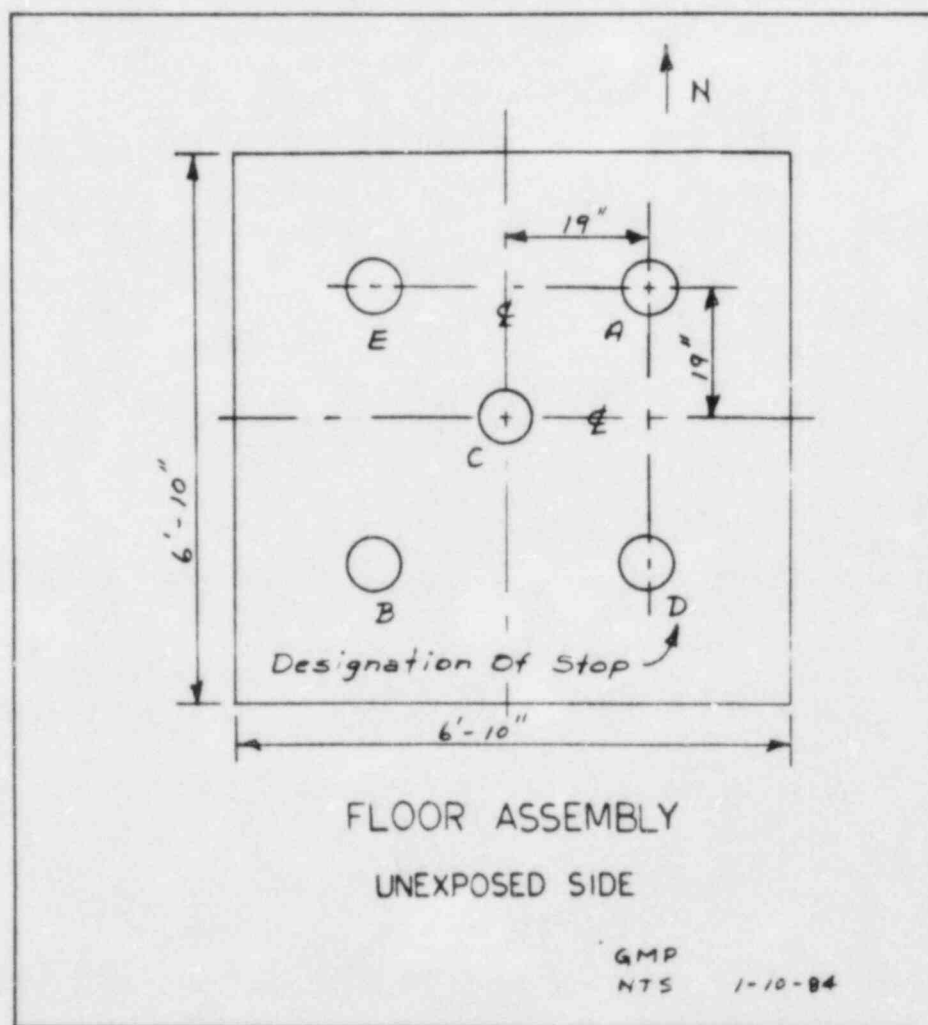 N
19"
E
℄
A
19"
C
℄
6'-10"
B
D
Designation Of Stop
6'-10"
FLOOR ASSEMBLY
UNEXPOSED SIDE
GMP
NTS 1-10-84